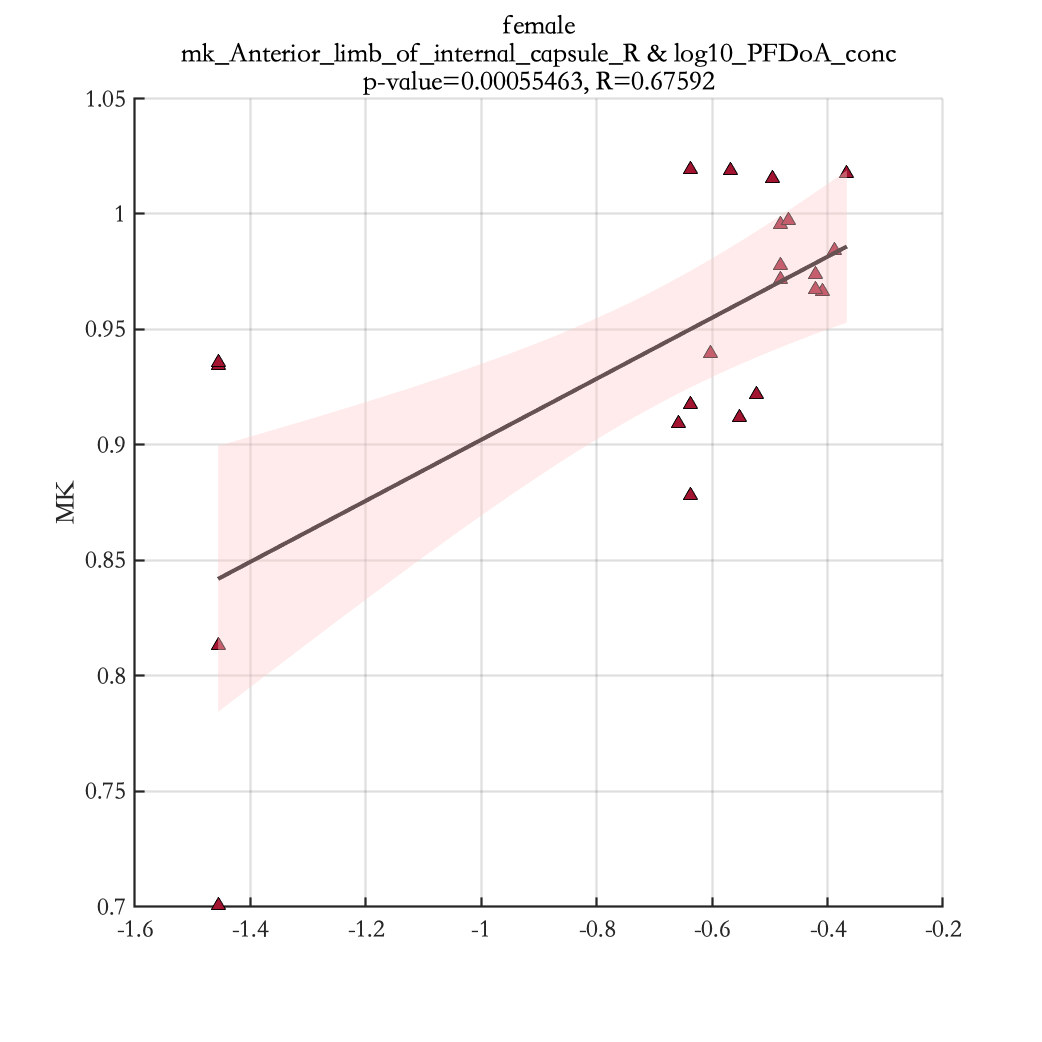 female
mk_Anterior_limb_of_internal_capsule_R & log10_PFDoA_conc
p-value=0.00055463, R=0.67592
1.05
1
0.95
0.9
MK
0.85
0.8
0.75
0.7
-1.6 -1.4 -1.2 -1 -0.8 -0.6 -0.4 -0.2